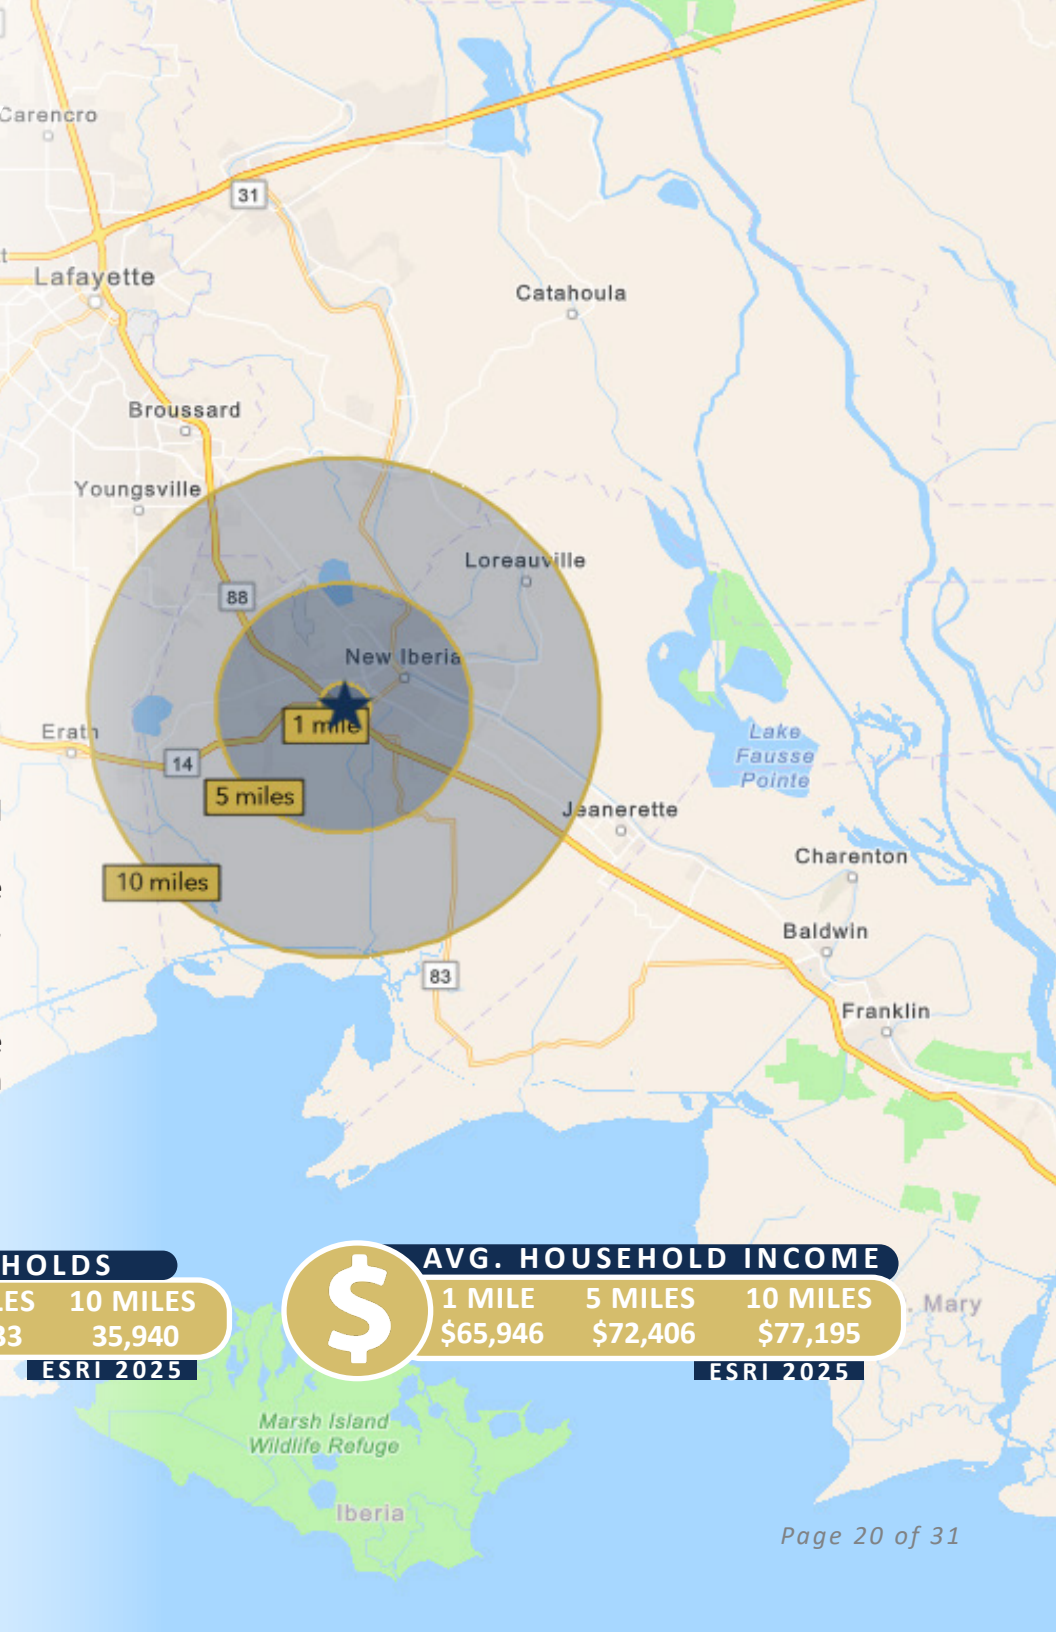 Carencro
31
Lafayette
Catahoula
Broussard
Youngsville
Loreauville
88
New Iberia
1 mile
Erath
14
Lake
Fausse
Pointe
5 miles
Jeanerette
Charenton
10 miles
Baldwin
83
Franklin
HOLDS
10 MILES
33 35,940
ESRI 2025
$
AVG. HOUSEHOLD INCOME
1 MILE 5 MILES 10 MILES
$65,946 $72,406 $77,195
ESRI 2025
. Mary
Marsh Island
Wildlife Refuge
Iberia
Page 20 of 31